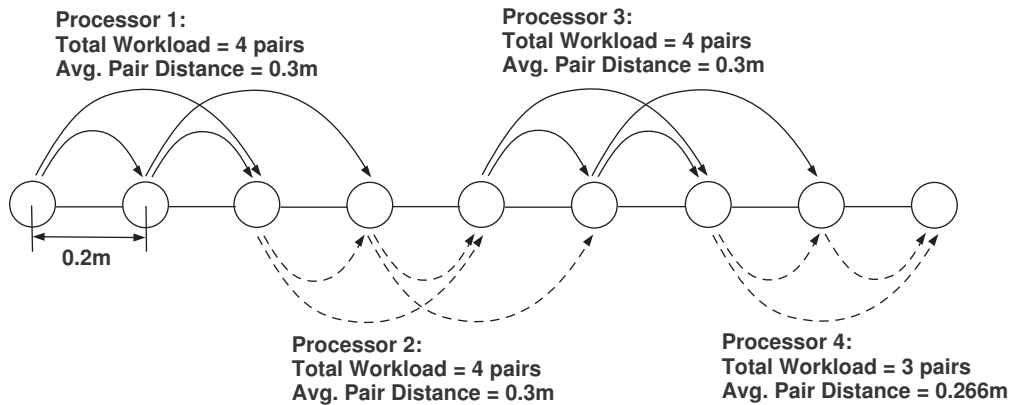 Processor 1:
Total Workload = 4 pairs
Avg. Pair Distance = 0.3m
Processor 3:
Total Workload = 4 pairs
Avg. Pair Distance = 0.3m
0.2m
Processor 2:
Total Workload = 4 pairs
Avg. Pair Distance = 0.3m
Processor 4:
Total Workload = 3 pairs
Avg. Pair Distance = 0.266m